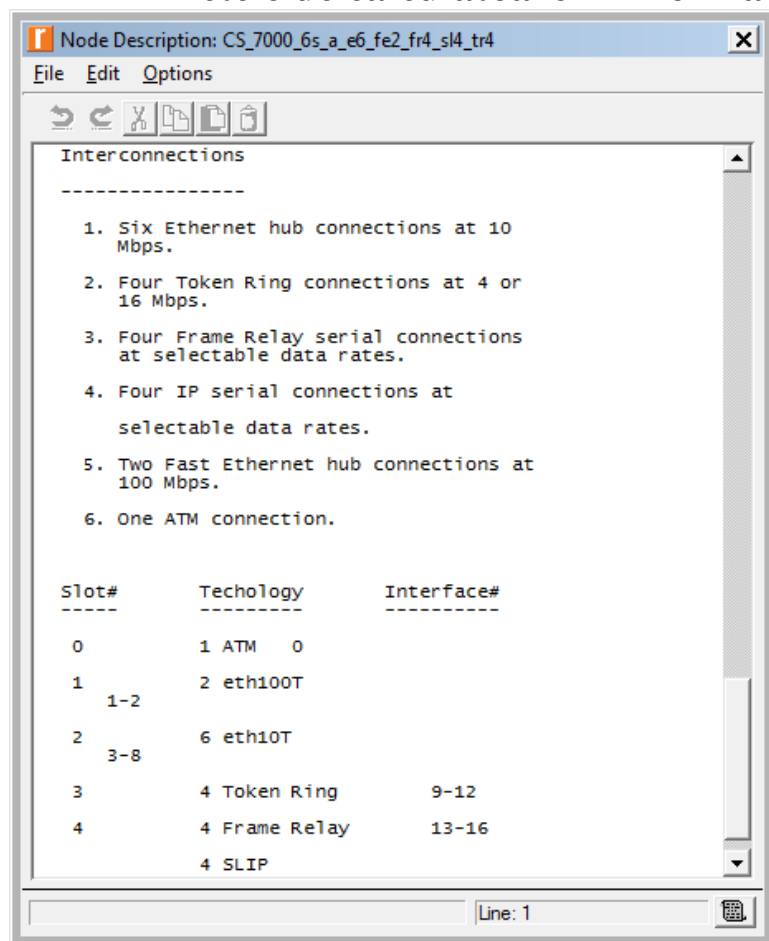 Node Description: CS_7000_6s_a_e6_fe2_fr4_sl4_tr4
File Edit Options
Interconnections
----------------
1. Six Ethernet hub connections at 10
Mbps.
2. Four Token Ring connections at 4 or
16 Mbps.
3. Four Frame Relay serial connections
at selectable data rates.
4. Four IP serial connections at
selectable data rates.
5. Two Fast Ethernet hub connections at
100 Mbps.
6. One ATM connection.
Slot# Techology Interface#
----- --------- ----------
0 1 ATM 0
1 2 eth100T
1-2
2 6 eth10T
3-8
3 4 Token Ring 9-12
4 4 Frame Relay 13-16
4 SLIP
Line: 1